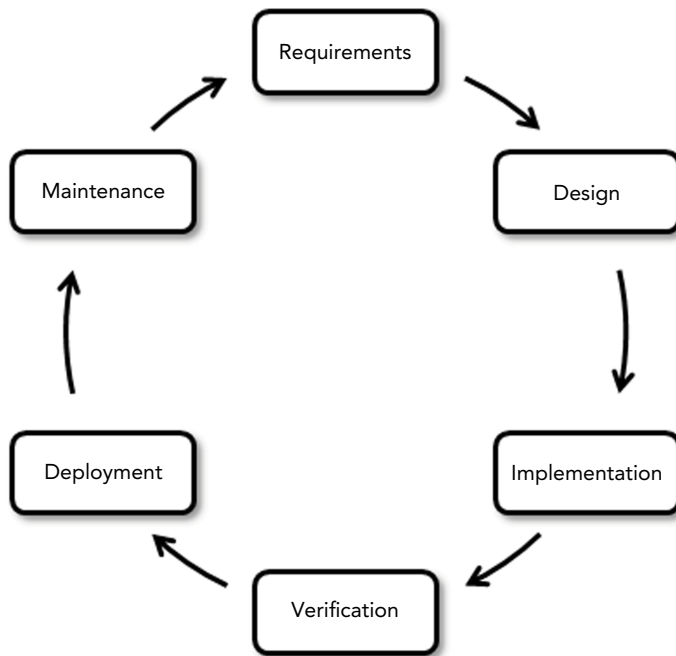 Requirements
Design
Implementation
Verification
Deployment
Maintenance